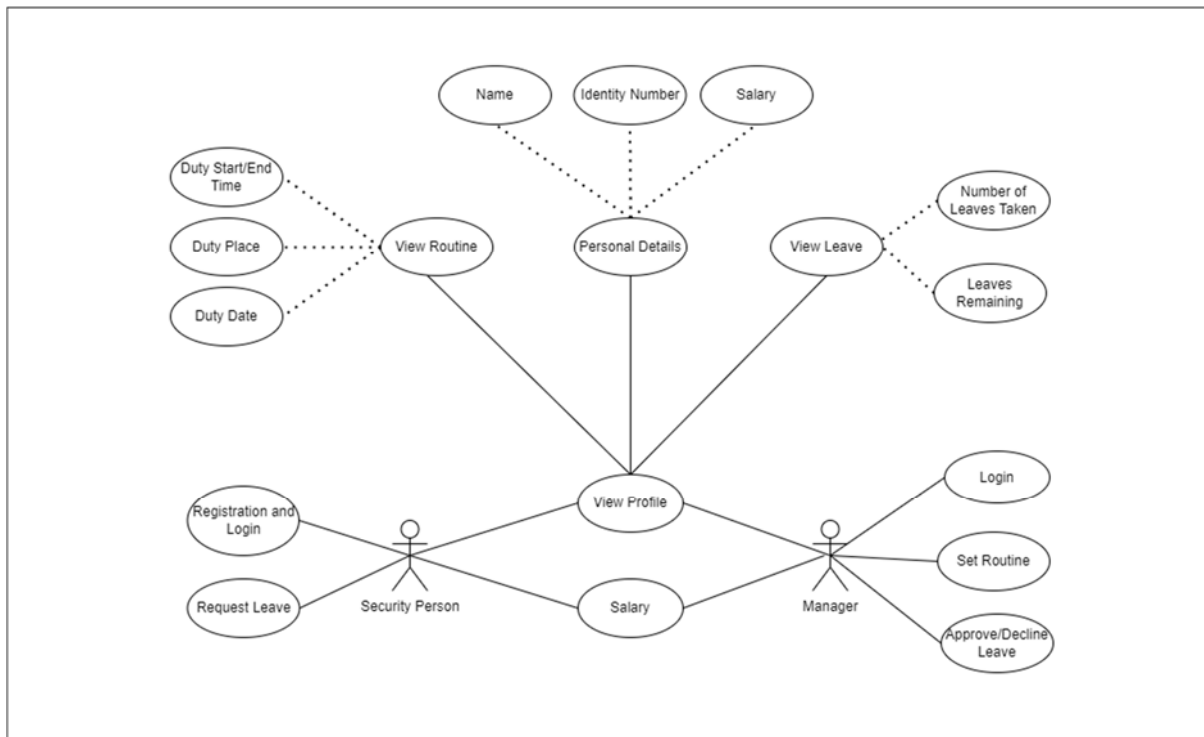 Name
Identity Number
Salary
Duty Start/End
Time
Number of
Leaves Taken
Duty Place
View Routine
Personal Details
View Leave
Leaves
Remaining
Duty Date
Login
View Profile
Registration and
Login
Set Routine
Request Leave
Security Person
Salary
Manager
Approve/Decline
Leave